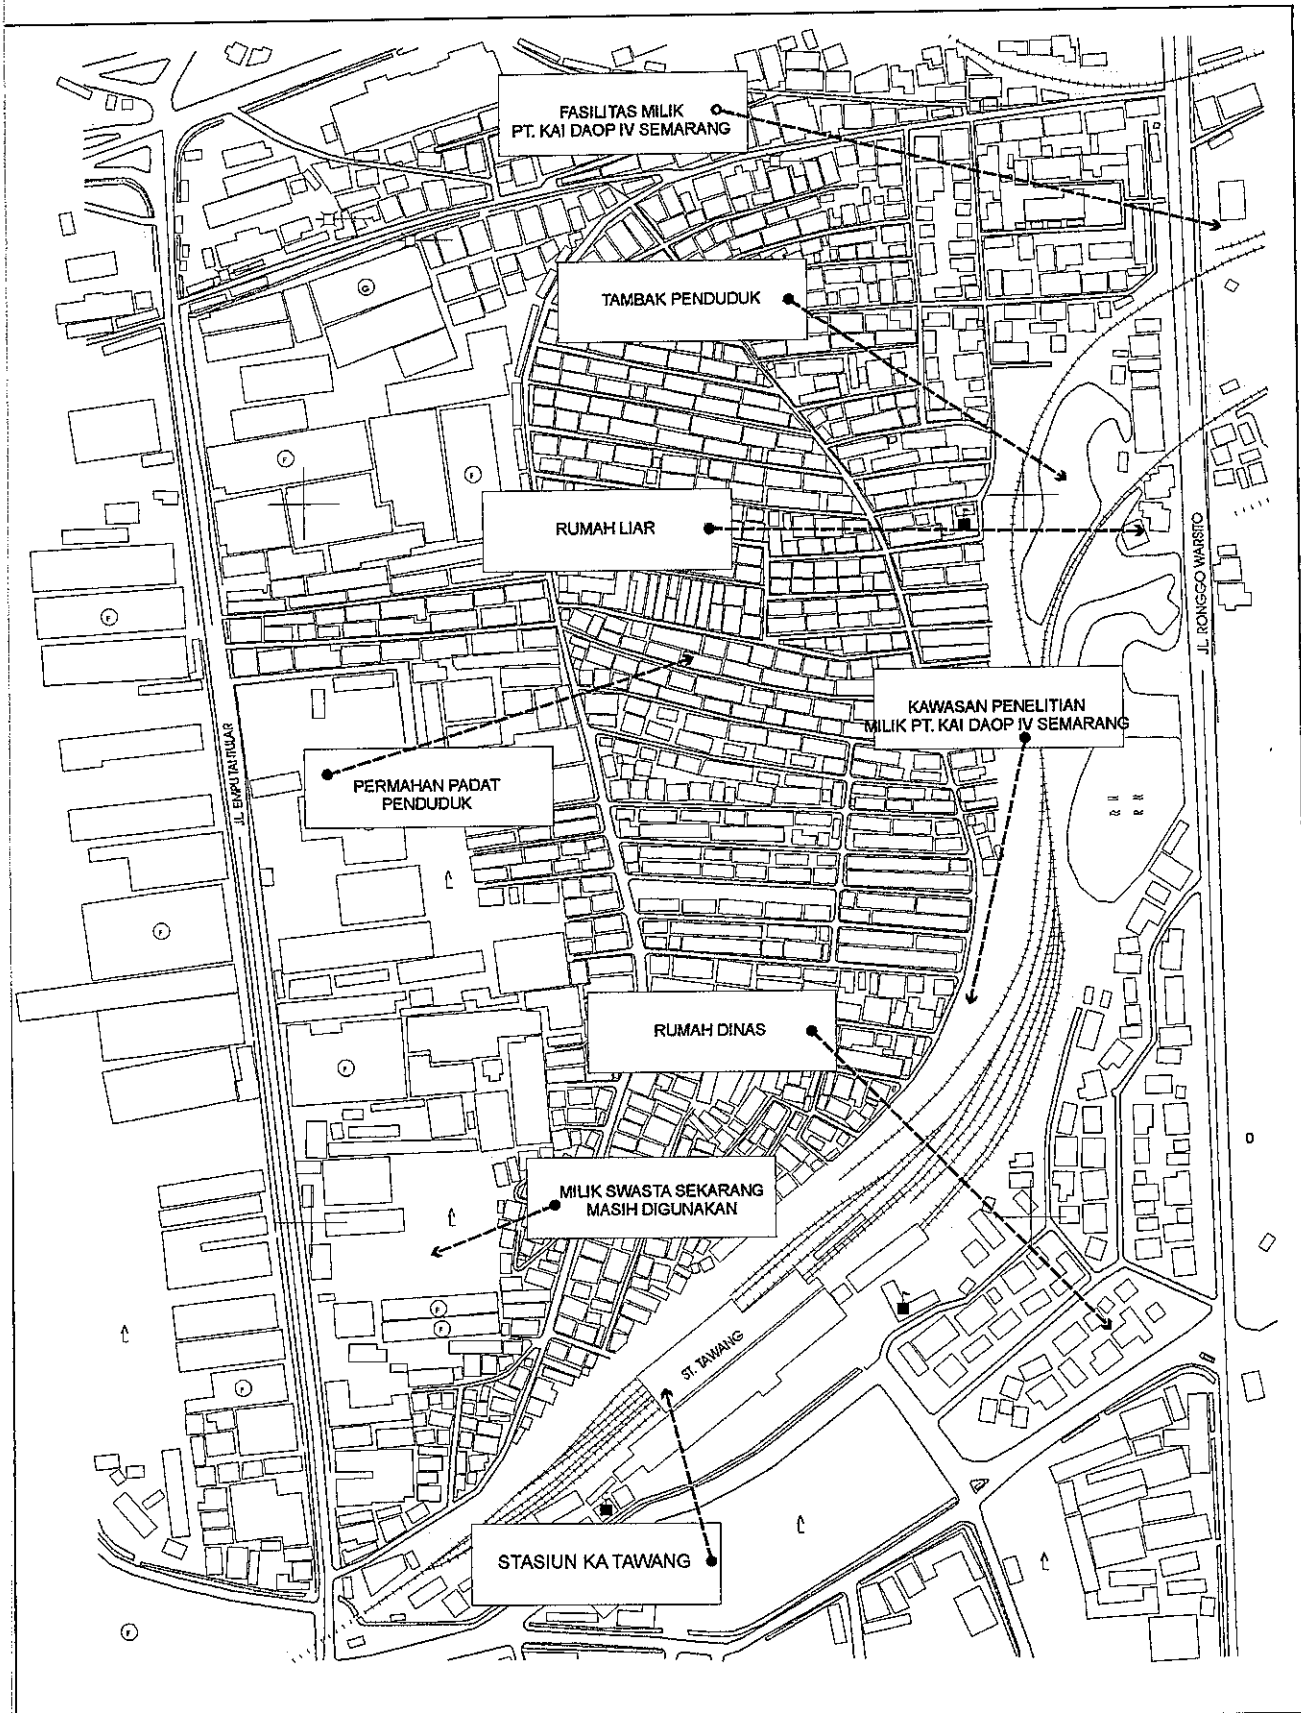 FASILITAS MILIK
PT. KAI DAOP IV SEMARANG
TAMBAK PENDUDUK
RUMAH LIAR
JL. RONGGO WARSITO
KAWASAN PENELITIAN
MILIK PT. KAI DAOP IV SEMARANG
JL. EMPU TANTULAR
PERMAHAN PADAT
PENDUDUK
RUMAH DINAS
MILIK SWASTA SEKARANG
MASIH DIGUNAKAN
ST. TAWANG
STASIUN KA TAWANG